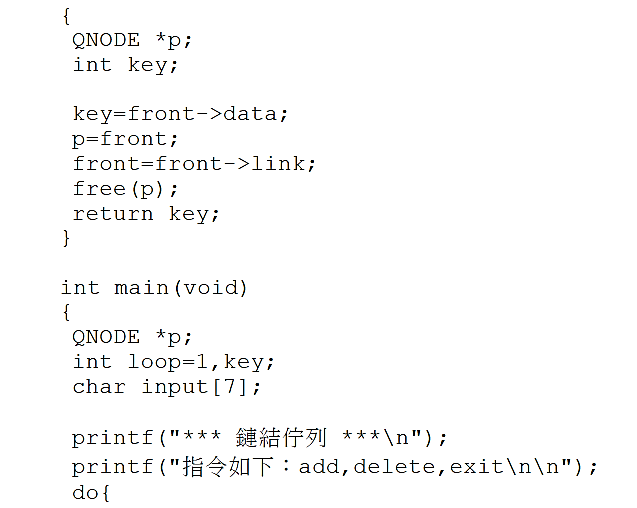 {
QNODE *p;
int key;
key=front->data;
p=front;
front=front->link;
free(p);
return key;
}
int main(void)
{
QNODE *p;
int loop=1,key;
char input[7];
printf("*** 鏈結佇列 ***\n");
printf("指令如下：add,delete,exit\n\n");
do{